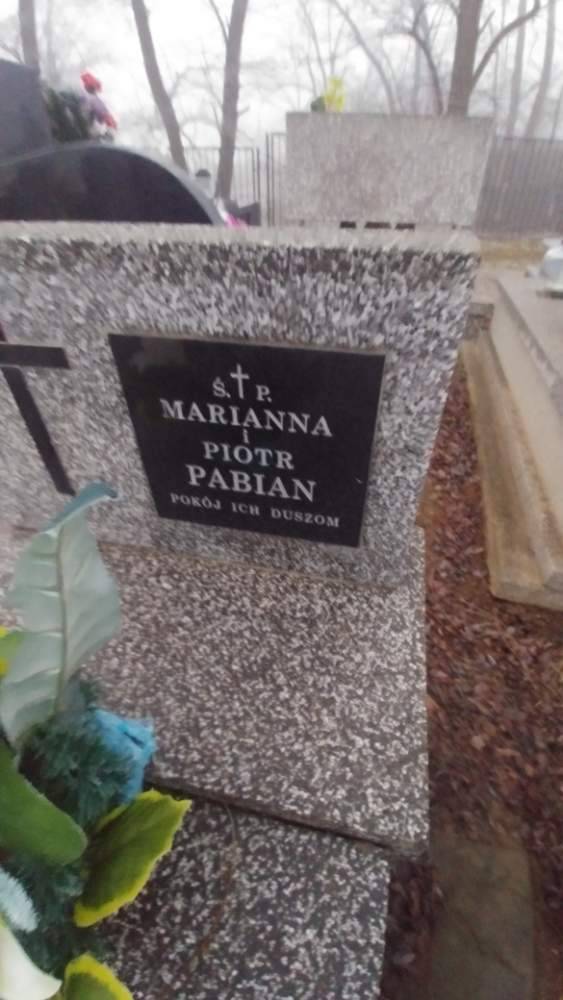 Ś. † P.
MARIANNA
i
PIOTR
PABIAN
POKÓJ ICH DUSZOM